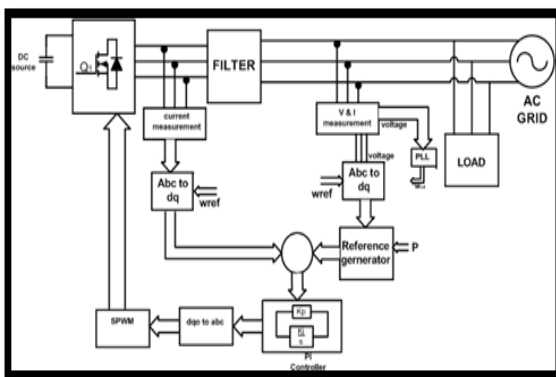 DC
source
Q1
FILTER
AC
GRID
current
measurement
V & I
measurement
voltage
voltage
PLL
LOAD
Abc to
dq
wref
Abc to
dq
wref
Reference
gernerator
P
SPWM
dqo to abc
Kp
Ki
s
PI
Controller